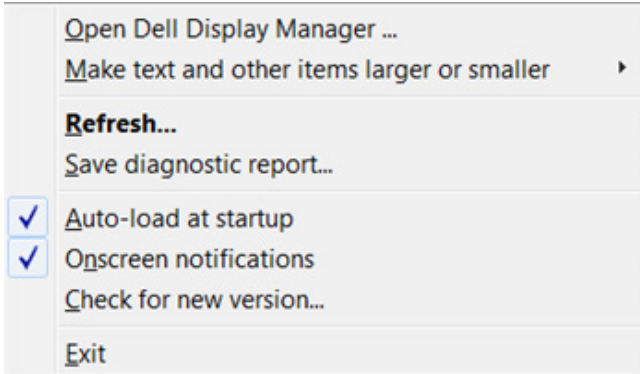 Open Dell Display Manager ...
Make text and other items larger or smaller
Refresh...
Save diagnostic report...
Auto-load at startup
Onscreen notifications
Check for new version...
Exit